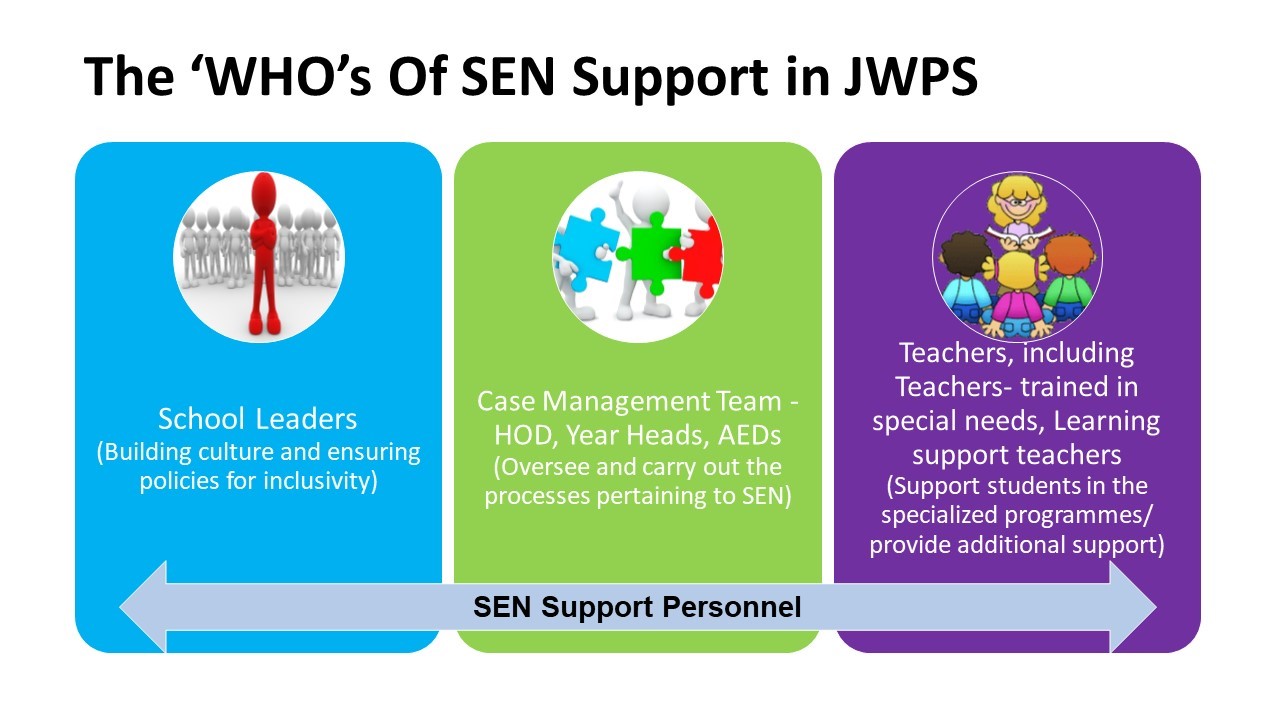 The ‘WHO’s Of SEN Support in JWPS
School Leaders
(Building culture and ensuring
policies for inclusivity)
Case Management Team -
HOD, Year Heads, AEDs
(Oversee and carry out the
processes pertaining to SEN)
Teachers, including
Teachers- trained in
special needs, Learning
support teachers
(Support students in the
specialized programmes/
provide additional support)
SEN Support Personnel